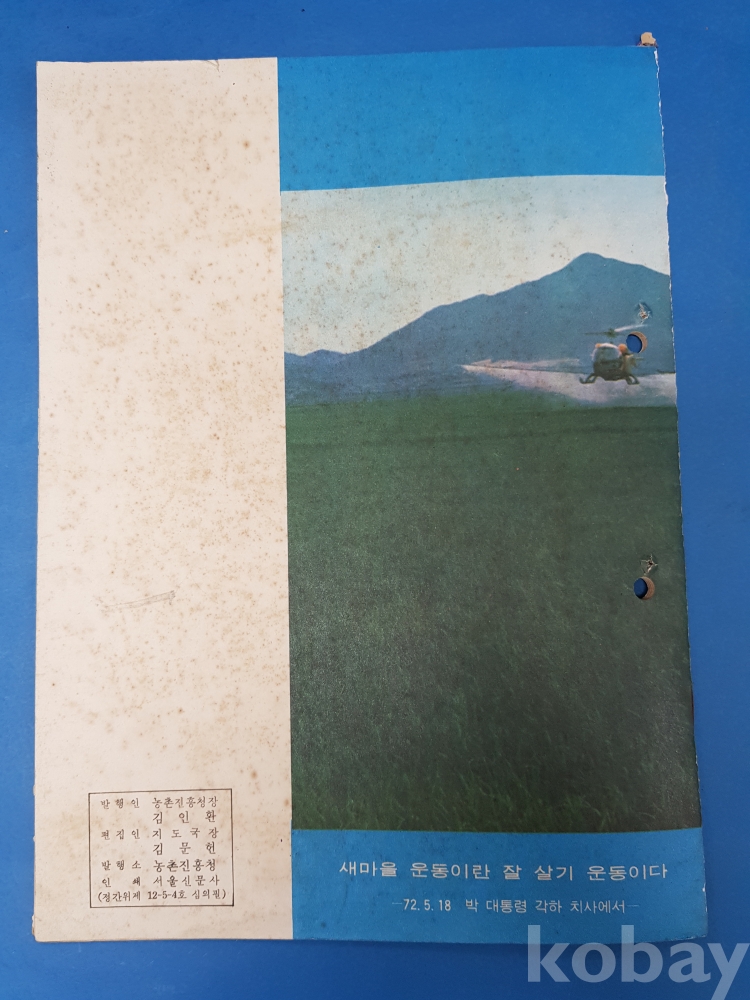 발행인 농촌진흥청장
김인환
편집인 지도국장
김문헌
발행소 농촌진흥청
인쇄 서울신문사
(정간위제 12-5-4호 심의필)
새마을 운동이란 잘 살기 운동이다
—72. 5. 18 박 대통령 각하 치사에서—
kobay